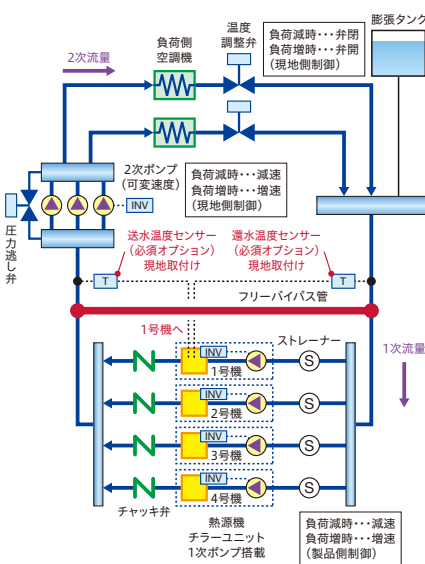 膨張タンク
負荷側
空調機
温度
調整弁
負荷減時・・・弁閉
負荷増時・・・弁開
(現地側制御)
2次流量
2次ポンプ
(可変速度)
負荷減時・・・減速
負荷増時・・・増速
(現地側制御)
INV
圧力逃し弁
送水温度センサー
(必須オプション)
現地取付け
還水温度センサー
(必須オプション)
現地取付け
T
T
フリーバイパス管
1号機へ
ストレーナー
1次流量
INV
S
1号機
INV
S
2号機
INV
S
3号機
INV
S
4号機
チャッキ弁
熱源機
チラーユニット
1次ポンプ搭載
負荷減時・・・減速
負荷増時・・・増速
(製品側制御)